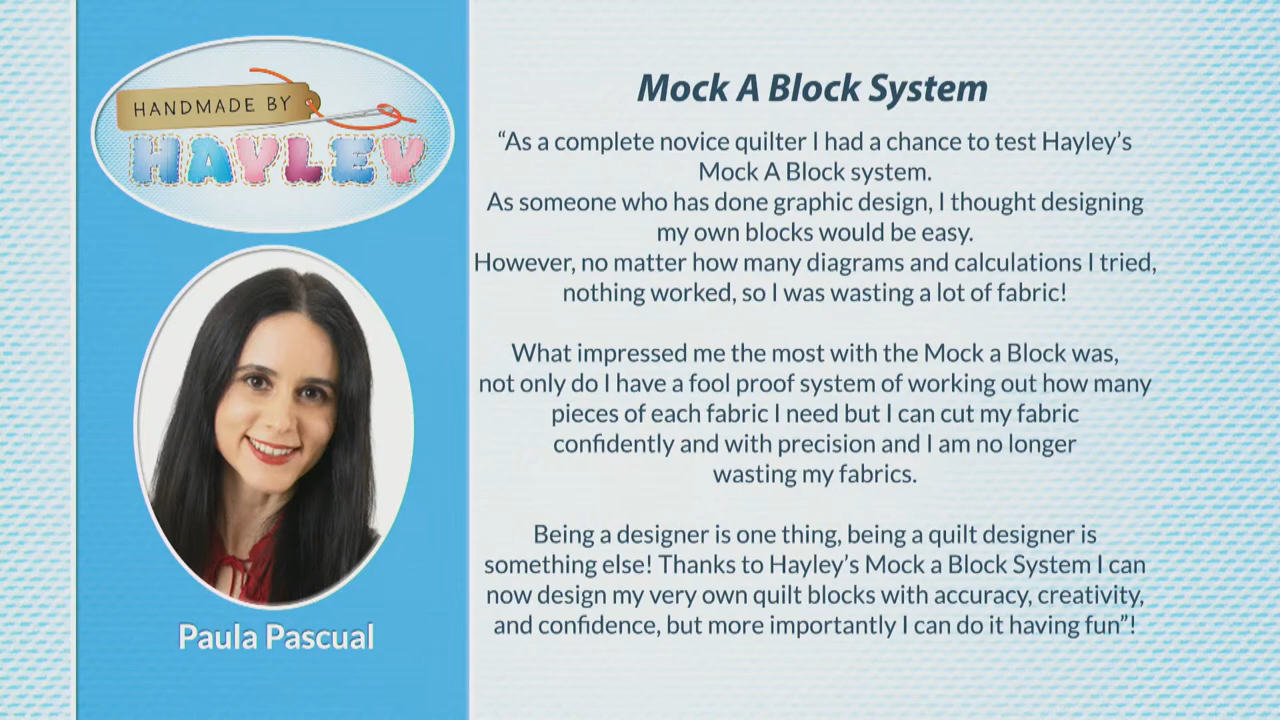 HANDMADE BY
HAYLEY
Paula Pascual
Mock A Block System
“As a complete novice quilter I had a chance to test Hayley’s
Mock A Block system.
As someone who has done graphic design, I thought designing
my own blocks would be easy.
However, no matter how many diagrams and calculations I tried,
nothing worked, so I was wasting a lot of fabric!
What impressed me the most with the Mock a Block was,
not only do I have a fool proof system of working out how many
pieces of each fabric I need but I can cut my fabric
confidently and with precision and I am no longer
wasting my fabrics.
Being a designer is one thing, being a quilt designer is
something else! Thanks to Hayley’s Mock a Block System I can
now design my very own quilt blocks with accuracy, creativity,
and confidence, but more importantly I can do it having fun”!